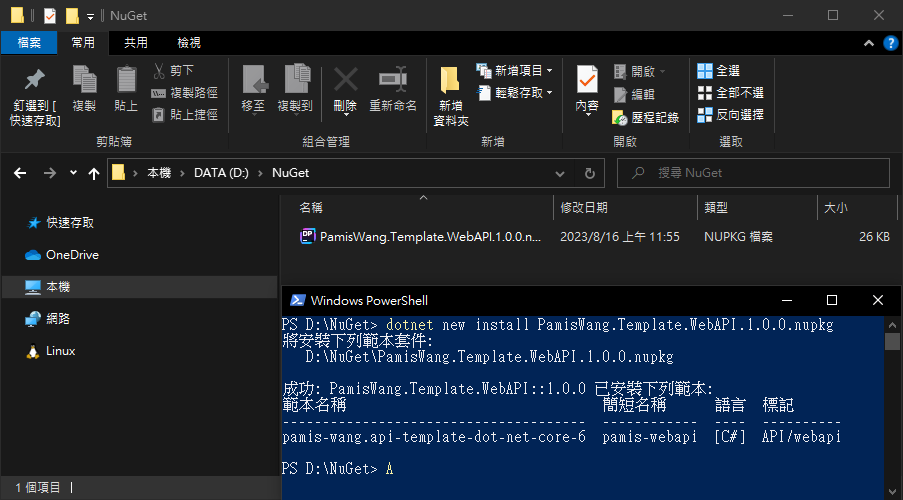 NuGet
檔案 常用 共用 檢視
釘選到 [
快速存取]
複製
貼上
剪下
複製路徑
貼上捷徑
剪貼簿
移至
複製到
刪除
重新命名
組合管理
新增
資料夾
新增項目
輕鬆存取
新增
內容
開啟
編輯
歷程記錄
開啟
全選
全部不選
反向選擇
選取
本機 › DATA (D:) › NuGet
搜尋 NuGet
快速存取
OneDrive
本機
網路
Linux
名稱 修改日期 類型 大小
PamisWang.Template.WebAPI.1.0.0.n... 2023/8/16 上午 11:55 NUPKG 檔案 26 KB
Windows PowerShell
PS D:\NuGet> dotnet new install PamisWang.Template.WebAPI.1.0.0.nupkg
將安裝下列範本套件:
D:\NuGet\PamisWang.Template.WebAPI.1.0.0.nupkg
成功: PamisWang.Template.WebAPI::1.0.0 已安裝下列範本:
範本名稱 簡短名稱 語言 標記
------------------------------------- ------------ ---- ----------
pamis-wang.api-template-dot-net-core-6 pamis-webapi [C#] API/webapi
PS D:\NuGet> A
1 個項目